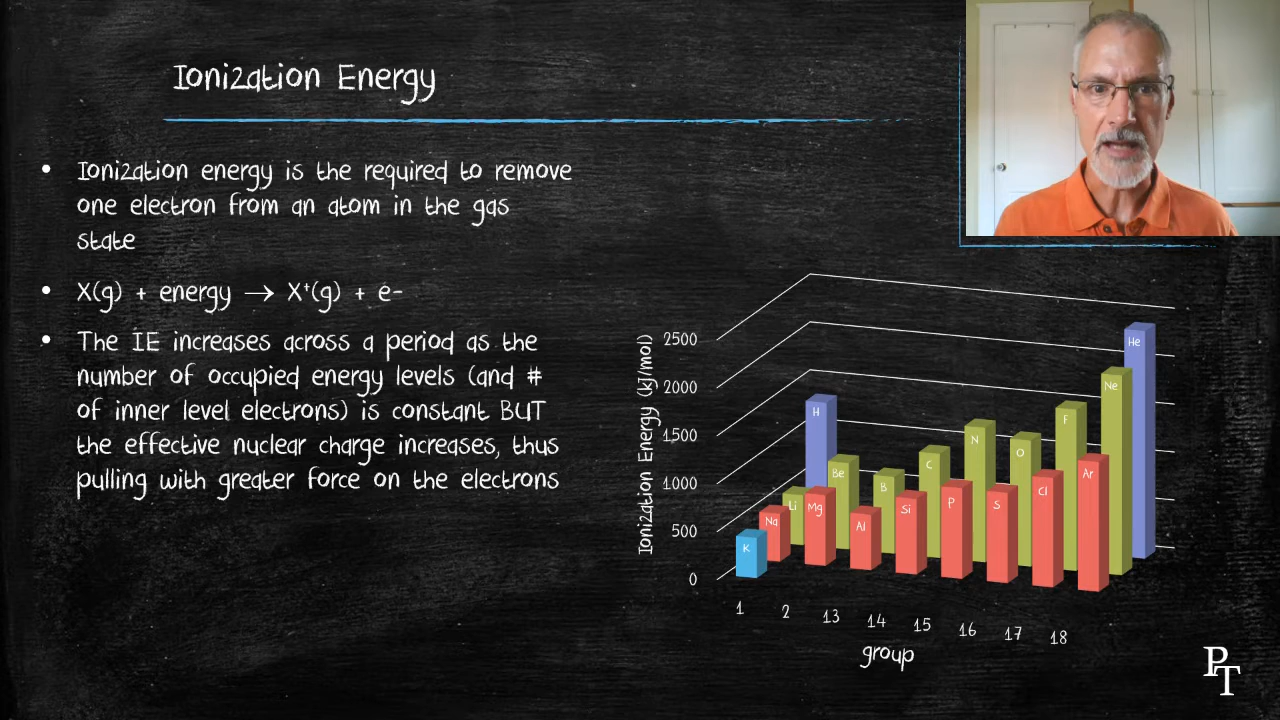 Ionization Energy
• Ionization energy is the required to remove
one electron from an atom in the gas
state
• X(g) + energy → X⁺(g) + e-
• The IE increases across a period as the
number of occupied energy levels (and #
of inner level electrons) is constant BUT
the effective nuclear charge increases, thus
pulling with greater force on the electrons
Ionization Energy (kJ/mol)
2500
2000
1500
1000
500
0
He
Ne
H
F
N
O
C
Be
B
Li
Ar
Cl
S
P
Si
Al
Mg
Na
K
1 2 13 14 15 16 17 18
group
PT